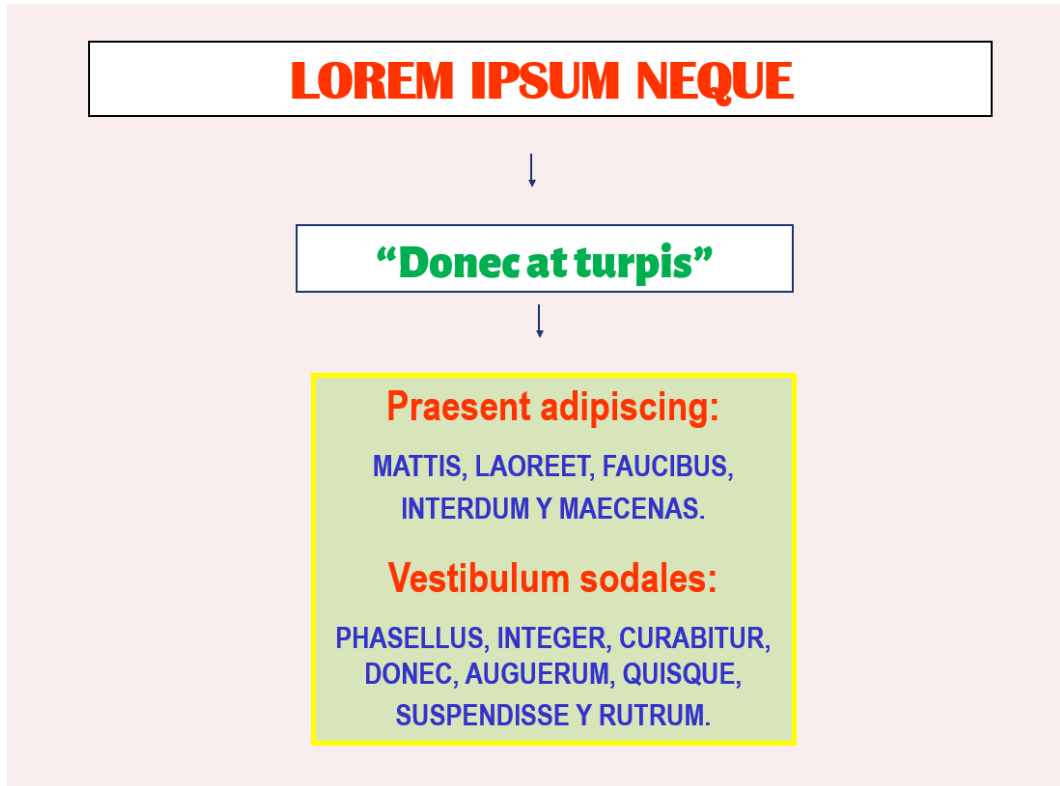 LOREM IPSUM NEQUE
“Donec at turpis”
Praesent adipiscing:
MATTIS, LAOREET, FAUCIBUS,
INTERDUM Y MAECENAS.
Vestibulum sodales:
PHASELLUS, INTEGER, CURABITUR,
DONEC, AUGUERUM, QUISQUE,
SUSPENDISSE Y RUTRUM.